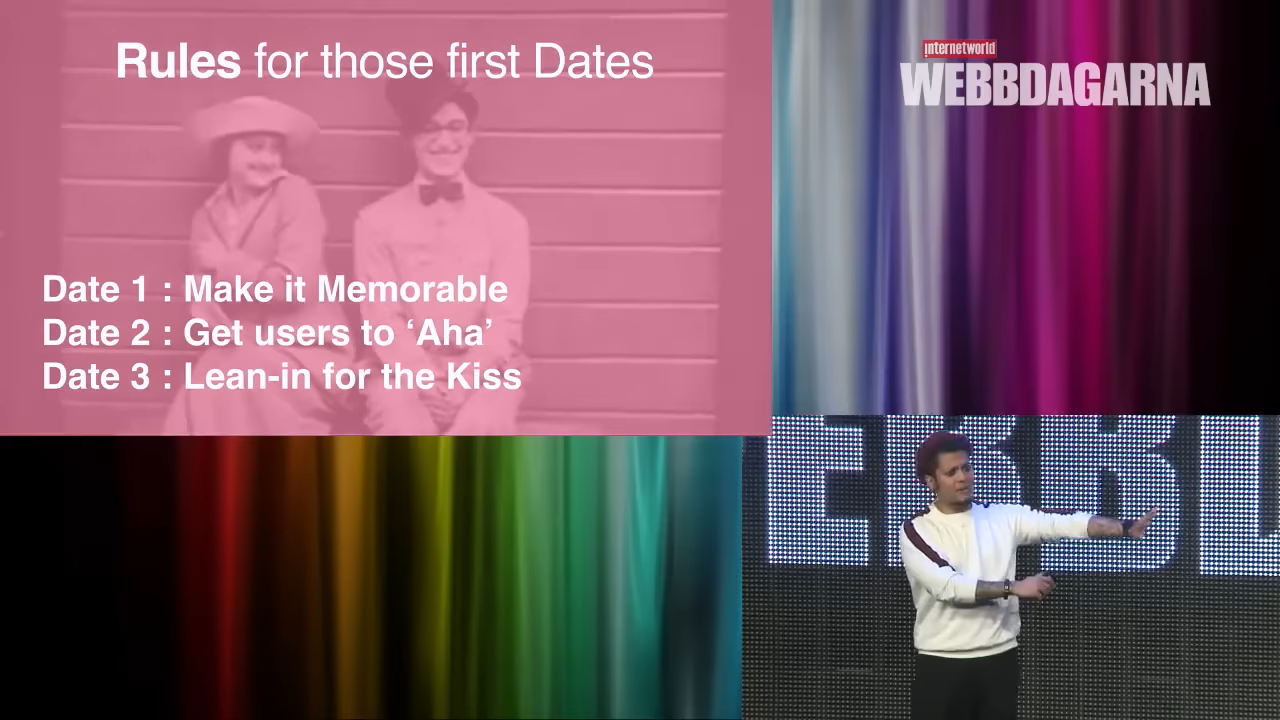 Rules for those first Dates
Date 1 : Make it Memorable
Date 2 : Get users to ‘Aha’
Date 3 : Lean-in for the Kiss
internetworld
WEBBDAGARNA